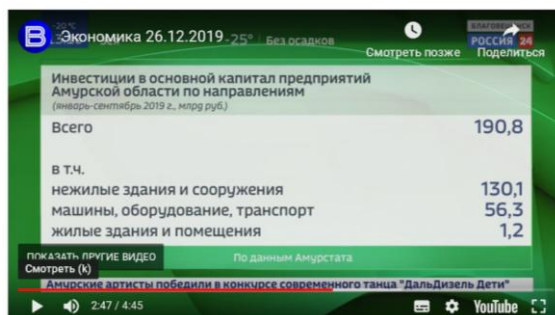 -20°C
БЛАГОВЕЩЕНСК
B Экономика 26.12.2019 -25° Без осадков
РОССИЯ 24
Смотреть позже Поделиться
Инвестиции в основной капитал предприятий
Амурской области по направлениям
(январь-сентябрь 2019 г., млрд руб.)
Всего 190,8
в т.ч.
нежилые здания и сооружения 130,1
машины, оборудование, транспорт 56,3
жилые здания и помещения 1,2
ПОКАЗАТЬ ДРУГИЕ ВИДЕО По данным Амурстата
Смотреть (k)
Амурские артисты победили в конкурсе современного танца "ДальДизель Дети"
2:47 / 4:45 YouTube